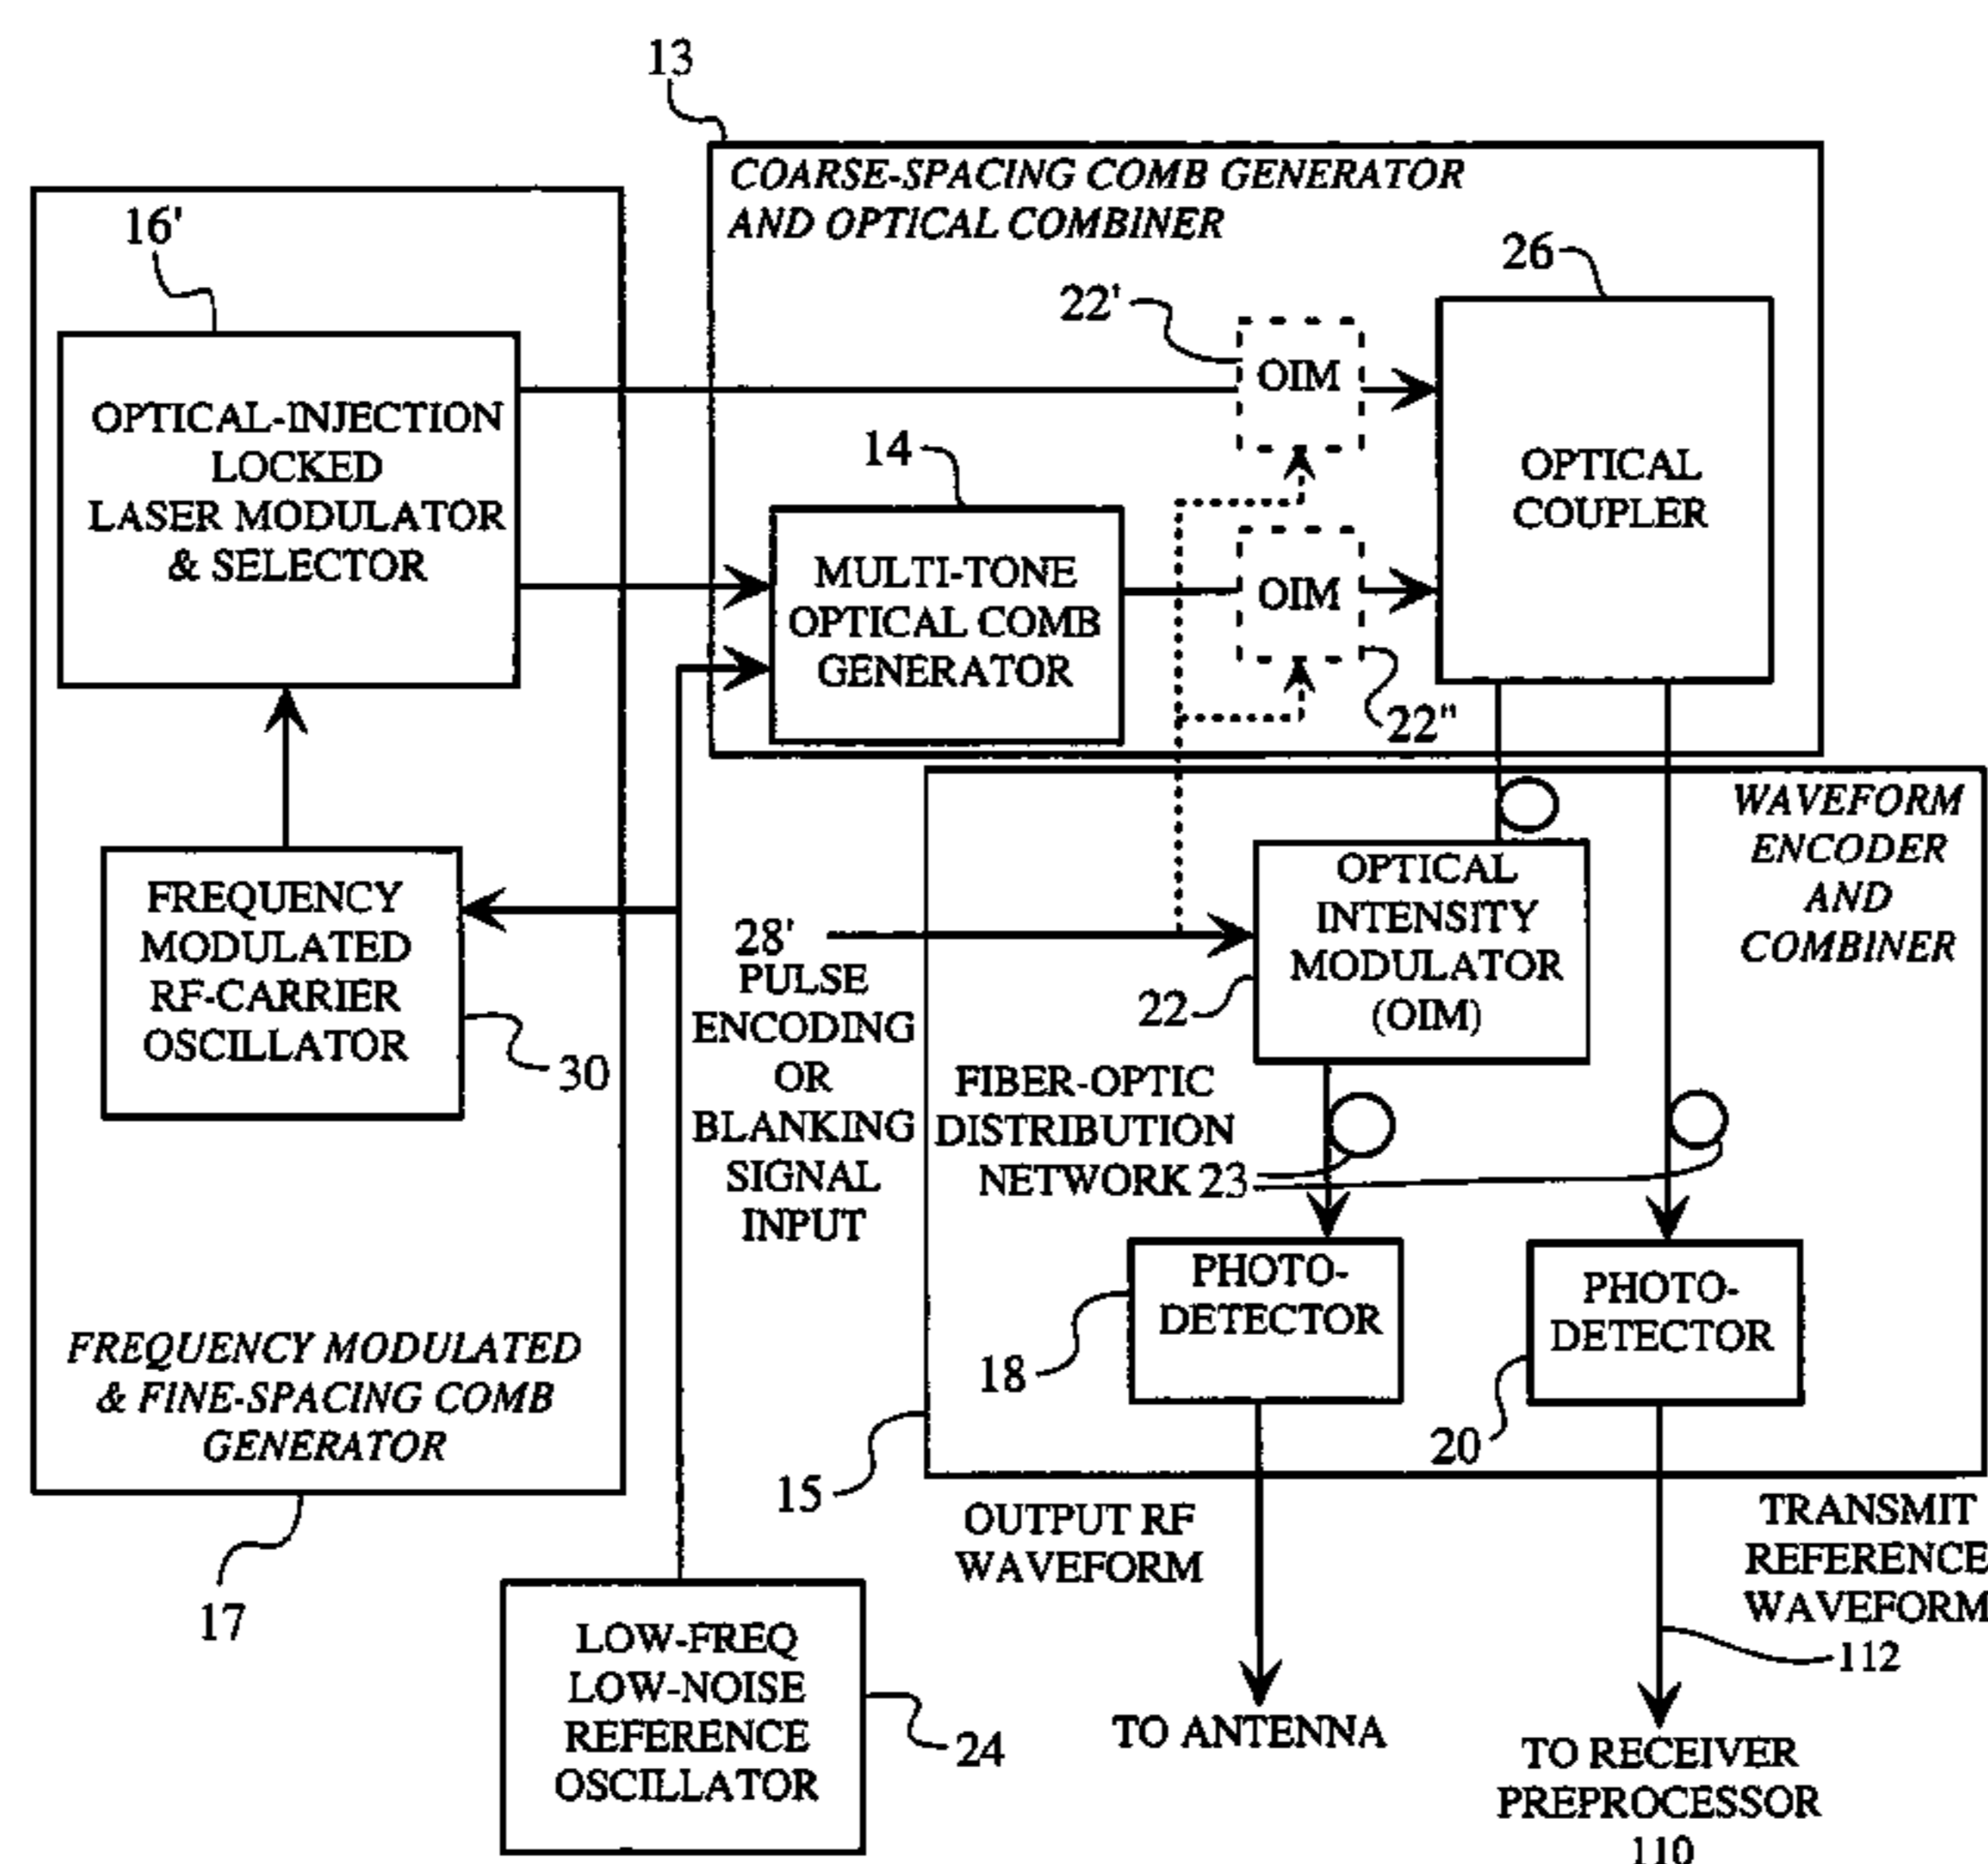 13
COARSE-SPACING COMB GENERATOR
AND OPTICAL COMBINER
16'
OPTICAL-INJECTION
LOCKED
LASER MODULATOR
& SELECTOR
22'
OIM
26
OPTICAL
COUPLER
14
MULTI-TONE
OPTICAL COMB
GENERATOR
OIM
22"
FREQUENCY
MODULATED
RF-CARRIER
OSCILLATOR
30
FREQUENCY MODULATED
& FINE-SPACING COMB
GENERATOR
17
WAVEFORM
ENCODER
AND
COMBINER
28'
PULSE
ENCODING
OR
BLANKING
SIGNAL
INPUT
OPTICAL
INTENSITY
MODULATOR
(OIM)
22
FIBER-OPTIC
DISTRIBUTION
NETWORK 23
PHOTO-
DETECTOR
18
PHOTO-
DETECTOR
20
15
OUTPUT RF
WAVEFORM
TRANSMIT
REFERENCE
WAVEFORM
112
LOW-FREQ
LOW-NOISE
REFERENCE
OSCILLATOR
24
TO ANTENNA
TO RECEIVER
PREPROCESSOR
110